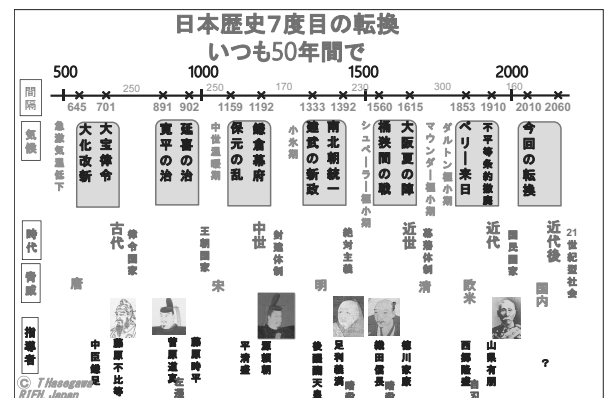 日本歴史7度目の転換
いつも50年間で
500 1000 1500 2000
間隔
250 250 170 230 300 160
645 701 891 902 1159 1192 1333 1392 1560 1615 1853 1910 2010 2060
気候
急激気温低下
大化改新
大宝律令
寛平の治
延喜の治
中世温暖期
保元の乱
鎌倉幕府
小氷期
建武の新政
南北朝統一
シュペーラー極小期
桶狭間の戦
大阪夏の陣
マウンダー極小期
ダルトン極小期
ペリー来日
不平等条約撤廃
今回の転換
時代
古代
律令国家
王朝国家
中世
封建体制
絶対主義
近世
幕藩体制
近代
国民国家
近代後
21世紀型社会
脅威
唐
宋
明
清
欧米
国内
指導者
中臣鎌足
藤原不比等
菅原道真
左遷
藤原時平
平清盛
源頼朝
後醍醐天皇
足利義満
暗
織田信長
暗
徳川家康
西郷隆盛
自刃
山県有朋
?
© T Hasegawa
RIEH Japan